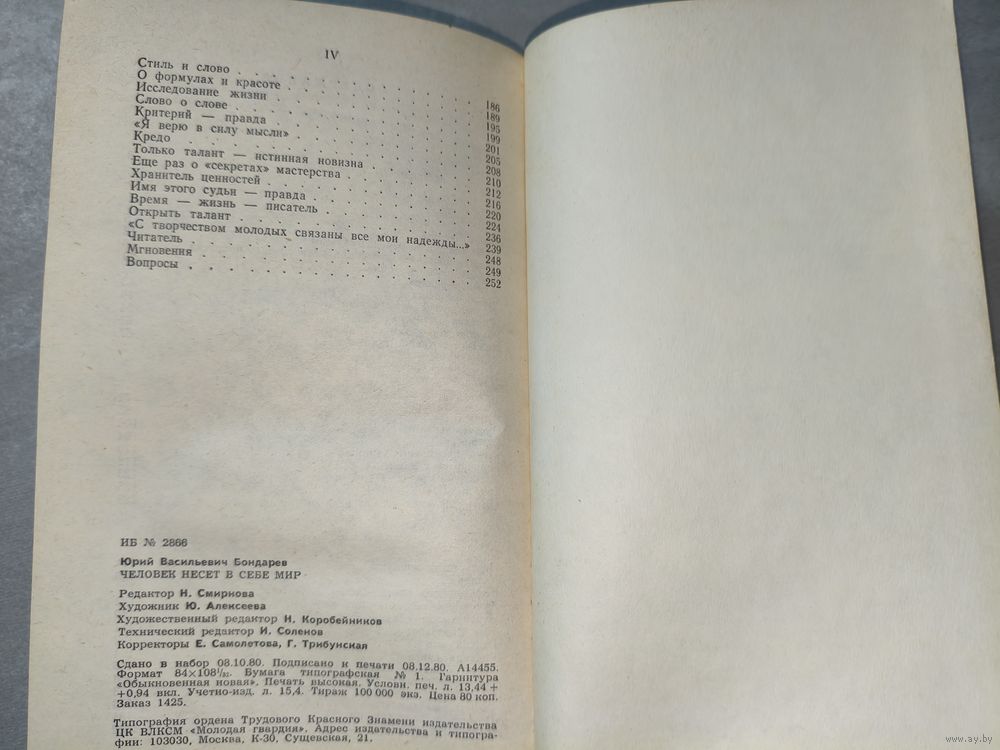 IV
Стиль и слово . . . . . . . . . . 186
О формулах и красоте . . . . . . . . . . 189
Исследование жизни . . . . . . . . . . 195
Слово о слове . . . . . . . . . . 199
Критерий — правда . . . . . . . . . . 201
«Я верю в силу мысли» . . . . . . . . . . 205
Кредо . . . . . . . . . . 208
Только талант — истинная новизна . . . . . . . 210
Еще раз о «секретах» мастерства . . . . . . . 212
Хранитель ценностей . . . . . . . . . . 216
Имя этого судьи — правда . . . . . . . . 220
Время — жизнь — писатель . . . . . . . . 224
Открыть талант . . . . . . . . . . 236
«С творчеством молодых связаны все мои надежды...» 239
Читатель . . . . . . . . . . 248
Мгновения . . . . . . . . . . 249
Вопросы . . . . . . . . . . 252
ИБ № 2866
Юрий Васильевич Бондарев
ЧЕЛОВЕК НЕСЕТ В СЕБЕ МИР
Редактор Н. Смирнова
Художник Ю. Алексеева
Художественный редактор Н. Коробейников
Технический редактор И. Соленов
Корректоры Е. Самолетова, Г. Трибунская
Сдано в набор 08.10.80. Подписано к печати 08.12.80. А14455.
Формат 84×108¹/₃₂. Бумага типографская № 1. Гарнитура
«Обыкновенная новая». Печать высокая. Условн. печ. л. 13,44 +
+0,94 вкл. Учетно-изд. л. 15,4. Тираж 100 000 экз. Цена 80 коп.
Заказ 1425.
Типография ордена Трудового Красного Знамени издательства
ЦК ВЛКСМ «Молодая гвардия». Адрес издательства и типогра-
фии: 103030, Москва, К-30, Сущевская, 21.
www.ay.by